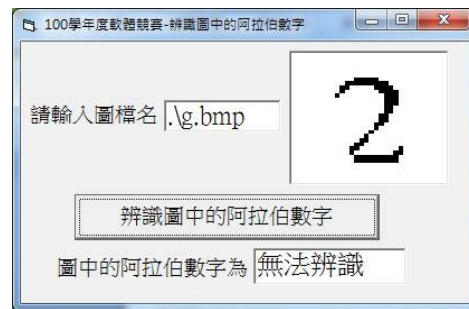 100學年度軟體競賽-辨識圖中的阿拉伯數字
請輸入圖檔名 .\g.bmp
2
辨識圖中的阿拉伯數字
圖中的阿拉伯數字為 無法辨識